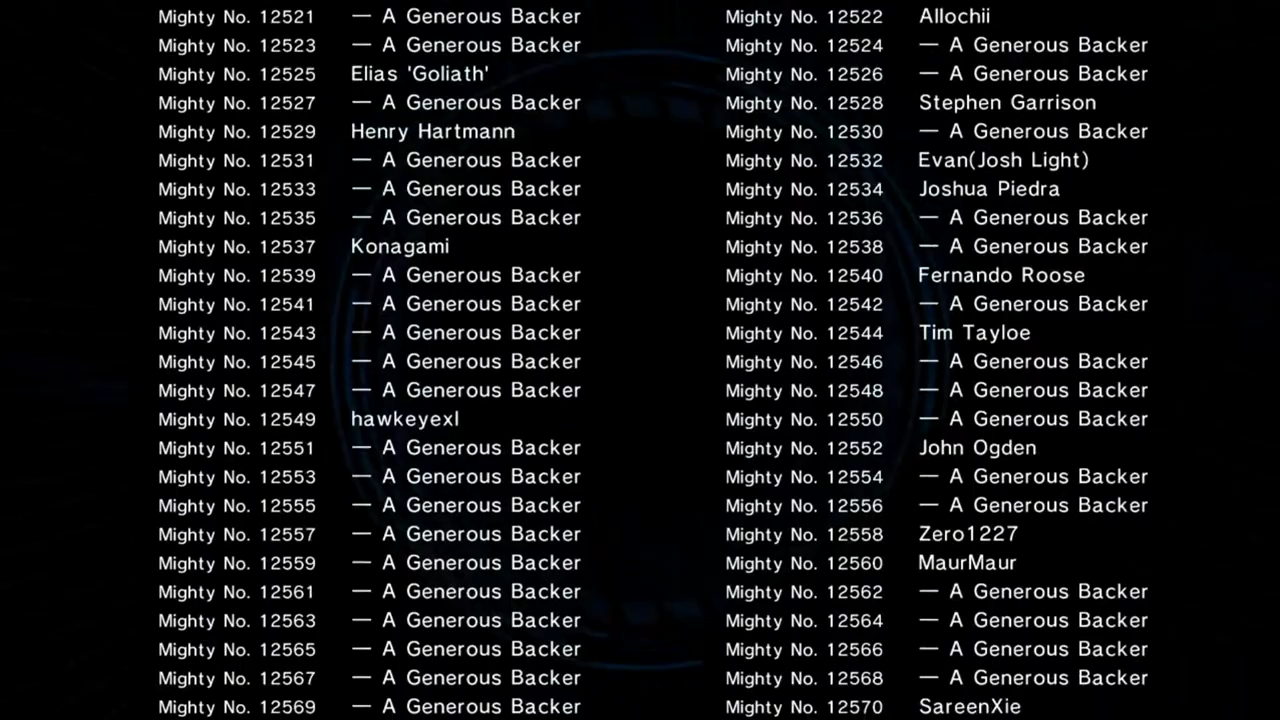 Mighty No. 12521 — A Generous Backer Mighty No. 12522 Allochii
Mighty No. 12523 — A Generous Backer Mighty No. 12524 — A Generous Backer
Mighty No. 12525 Elias 'Goliath' Mighty No. 12526 — A Generous Backer
Mighty No. 12527 — A Generous Backer Mighty No. 12528 Stephen Garrison
Mighty No. 12529 Henry Hartmann Mighty No. 12530 — A Generous Backer
Mighty No. 12531 — A Generous Backer Mighty No. 12532 Evan(Josh Light)
Mighty No. 12533 — A Generous Backer Mighty No. 12534 Joshua Piedra
Mighty No. 12535 — A Generous Backer Mighty No. 12536 — A Generous Backer
Mighty No. 12537 Konagami Mighty No. 12538 — A Generous Backer
Mighty No. 12539 — A Generous Backer Mighty No. 12540 Fernando Roose
Mighty No. 12541 — A Generous Backer Mighty No. 12542 — A Generous Backer
Mighty No. 12543 — A Generous Backer Mighty No. 12544 Tim Tayloe
Mighty No. 12545 — A Generous Backer Mighty No. 12546 — A Generous Backer
Mighty No. 12547 — A Generous Backer Mighty No. 12548 — A Generous Backer
Mighty No. 12549 hawkeyexl Mighty No. 12550 — A Generous Backer
Mighty No. 12551 — A Generous Backer Mighty No. 12552 John Ogden
Mighty No. 12553 — A Generous Backer Mighty No. 12554 — A Generous Backer
Mighty No. 12555 — A Generous Backer Mighty No. 12556 — A Generous Backer
Mighty No. 12557 — A Generous Backer Mighty No. 12558 Zero1227
Mighty No. 12559 — A Generous Backer Mighty No. 12560 MaurMaur
Mighty No. 12561 — A Generous Backer Mighty No. 12562 — A Generous Backer
Mighty No. 12563 — A Generous Backer Mighty No. 12564 — A Generous Backer
Mighty No. 12565 — A Generous Backer Mighty No. 12566 — A Generous Backer
Mighty No. 12567 — A Generous Backer Mighty No. 12568 — A Generous Backer
Mighty No. 12569 — A Generous Backer Mighty No. 12570 SareenXie